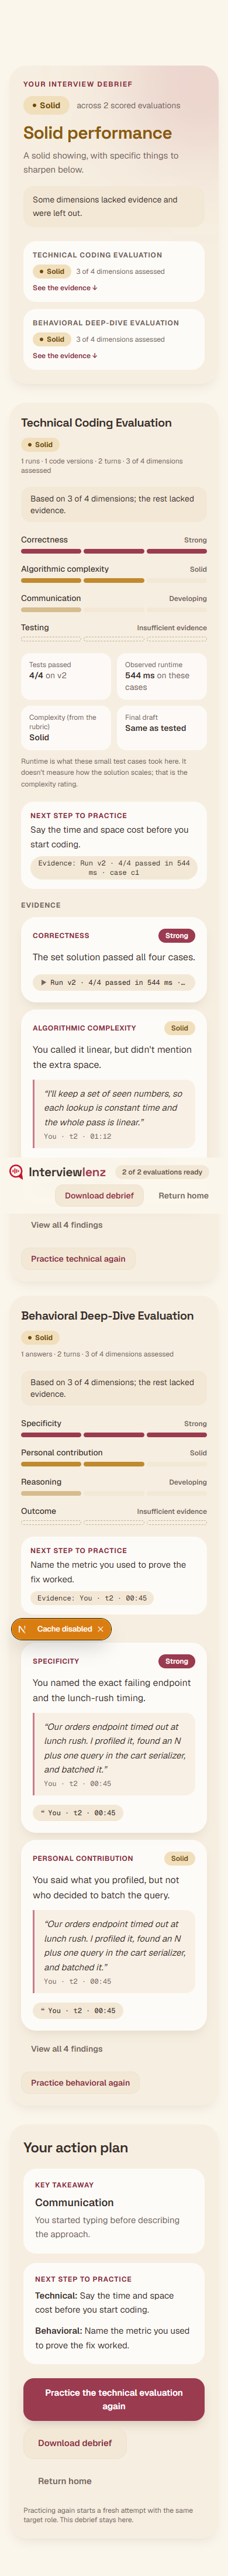 YOUR INTERVIEW DEBRIEF
Solid across 2 scored evaluations
Solid performance
A solid showing, with specific things to
sharpen below.
Some dimensions lacked evidence and
were left out.
TECHNICAL CODING EVALUATION
Solid 3 of 4 dimensions assessed
See the evidence ↓
BEHAVIORAL DEEP-DIVE EVALUATION
Solid 3 of 4 dimensions assessed
See the evidence ↓
Technical Coding Evaluation
Solid
1 runs · 1 code versions · 2 turns · 3 of 4 dimensions
assessed
Based on 3 of 4 dimensions; the rest lacked
evidence.
Correctness Strong
Algorithmic complexity Solid
Communication Developing
Testing Insufficient evidence
Tests passed
4/4 on v2
Observed runtime
544 ms on these
cases
Complexity (from the
rubric)
Solid
Final draft
Same as tested
Runtime is what these small test cases took here. It
doesn't measure how the solution scales; that is the
complexity rating.
NEXT STEP TO PRACTICE
Say the time and space cost before you
start coding.
Evidence: Run v2 · 4/4 passed in 544
ms · case c1
EVIDENCE
CORRECTNESS Strong
The set solution passed all four cases.
▶ Run v2 · 4/4 passed in 544 ms ·…
ALGORITHMIC COMPLEXITY Solid
You called it linear, but didn't mention
the extra space.
“I'll keep a set of seen numbers, so
each lookup is constant time and
the whole pass is linear.”
You · t2 · 01:12
Interviewlenz 2 of 2 evaluations ready
Download debrief Return home
View all 4 findings
Practice technical again
Behavioral Deep-Dive Evaluation
Solid
1 answers · 2 turns · 3 of 4 dimensions assessed
Based on 3 of 4 dimensions; the rest lacked
evidence.
Specificity Strong
Personal contribution Solid
Reasoning Developing
Outcome Insufficient evidence
NEXT STEP TO PRACTICE
Name the metric you used to prove the
fix worked.
Evidence: You · t2 · 00:45
N Cache disabled ×
SPECIFICITY Strong
You named the exact failing endpoint
and the lunch-rush timing.
“Our orders endpoint timed out at
lunch rush. I profiled it, found an N
plus one query in the cart serializer,
and batched it.”
You · t2 · 00:45
“ You · t2 · 00:45
PERSONAL CONTRIBUTION Solid
You said what you profiled, but not
who decided to batch the query.
“Our orders endpoint timed out at
lunch rush. I profiled it, found an N
plus one query in the cart serializer,
and batched it.”
You · t2 · 00:45
“ You · t2 · 00:45
View all 4 findings
Practice behavioral again
Your action plan
KEY TAKEAWAY
Communication
You started typing before describing
the approach.
NEXT STEP TO PRACTICE
Technical: Say the time and space
cost before you start coding.
Behavioral: Name the metric you used
to prove the fix worked.
Practice the technical evaluation
again
Download debrief
Return home
Practicing again starts a fresh attempt with the same
target role. This debrief stays here.